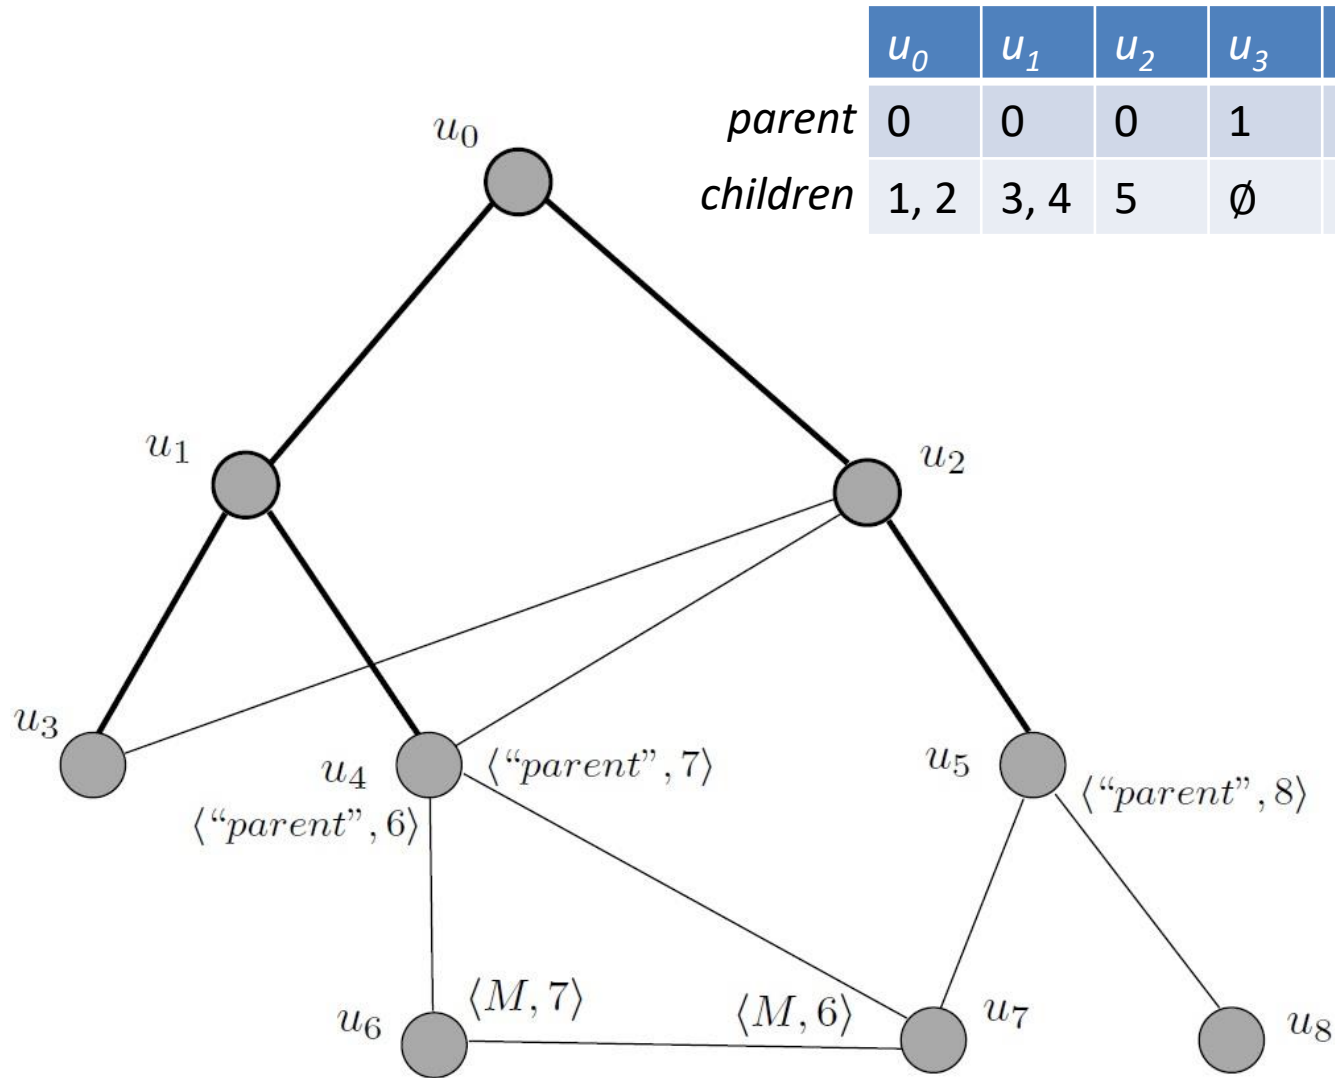 u₀ u₁ u₂ u₃
parent 0 0 0 1
children 1, 2 3, 4 5 ∅
u₀
u₁
u₂
u₃
u₄
⟨“parent”, 7⟩
u₅
⟨“parent”, 8⟩
⟨“parent”, 6⟩
⟨M, 7⟩
⟨M, 6⟩
u₆
u₇
u₈